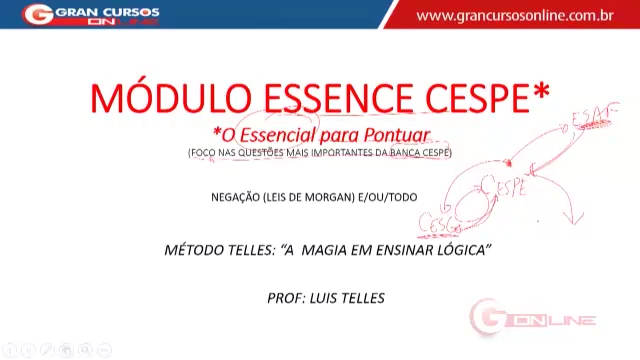 GRAN CURSOS
ONLINE
www.grancursosonline.com.br
MÓDULO ESSENCE CESPE*
*O Essencial para Pontuar
(FOCO NAS QUESTÕES MAIS IMPORTANTES DA BANCA CESPE)
ESAF
CESPE
NEGAÇÃO (LEIS DE MORGAN) E/OU/TODO
MÉTODO TELLES: “A MAGIA EM ENSINAR LÓGICA”
PROF: LUIS TELLES
ONLINE